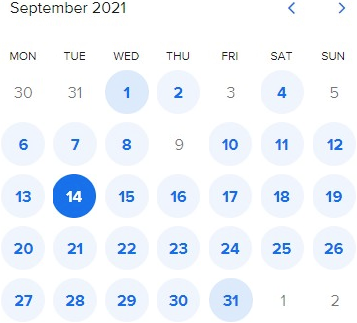 September 2021
MON TUE WED THU FRI SAT SUN
30 31 1 2 3 4 5
6 7 8 9 10 11 12
13 14 15 16 17 18 19
20 21 22 23 24 25 26
27 28 29 30 31 1 2